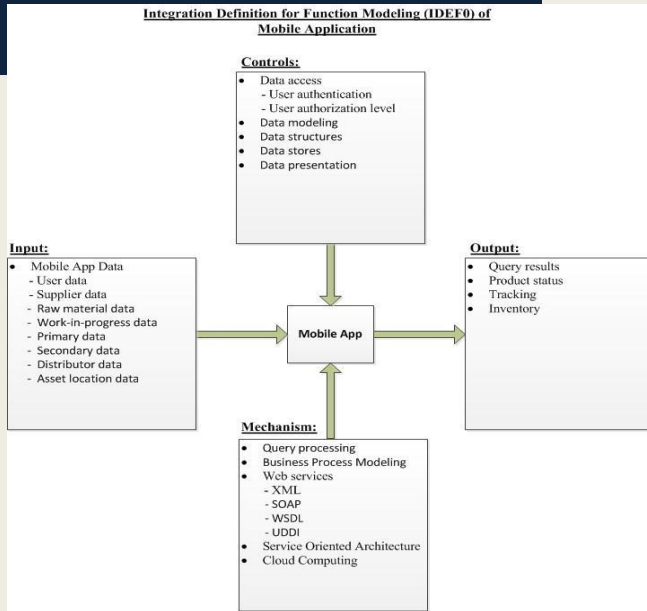 Integration Definition for Function Modeling (IDEF0) of
Mobile Application
Controls:
• Data access
- User authentication
- User authorization level
• Data modeling
• Data structures
• Data stores
• Data presentation
Input:
• Mobile App Data
- User data
- Supplier data
- Raw material data
- Work-in-progress data
- Primary data
- Secondary data
- Distributor data
- Asset location data
Mobile App
Output:
• Query results
• Product status
• Tracking
• Inventory
Mechanism:
• Query processing
• Business Process Modeling
• Web services
- XML
- SOAP
- WSDL
- UDDI
• Service Oriented Architecture
• Cloud Computing